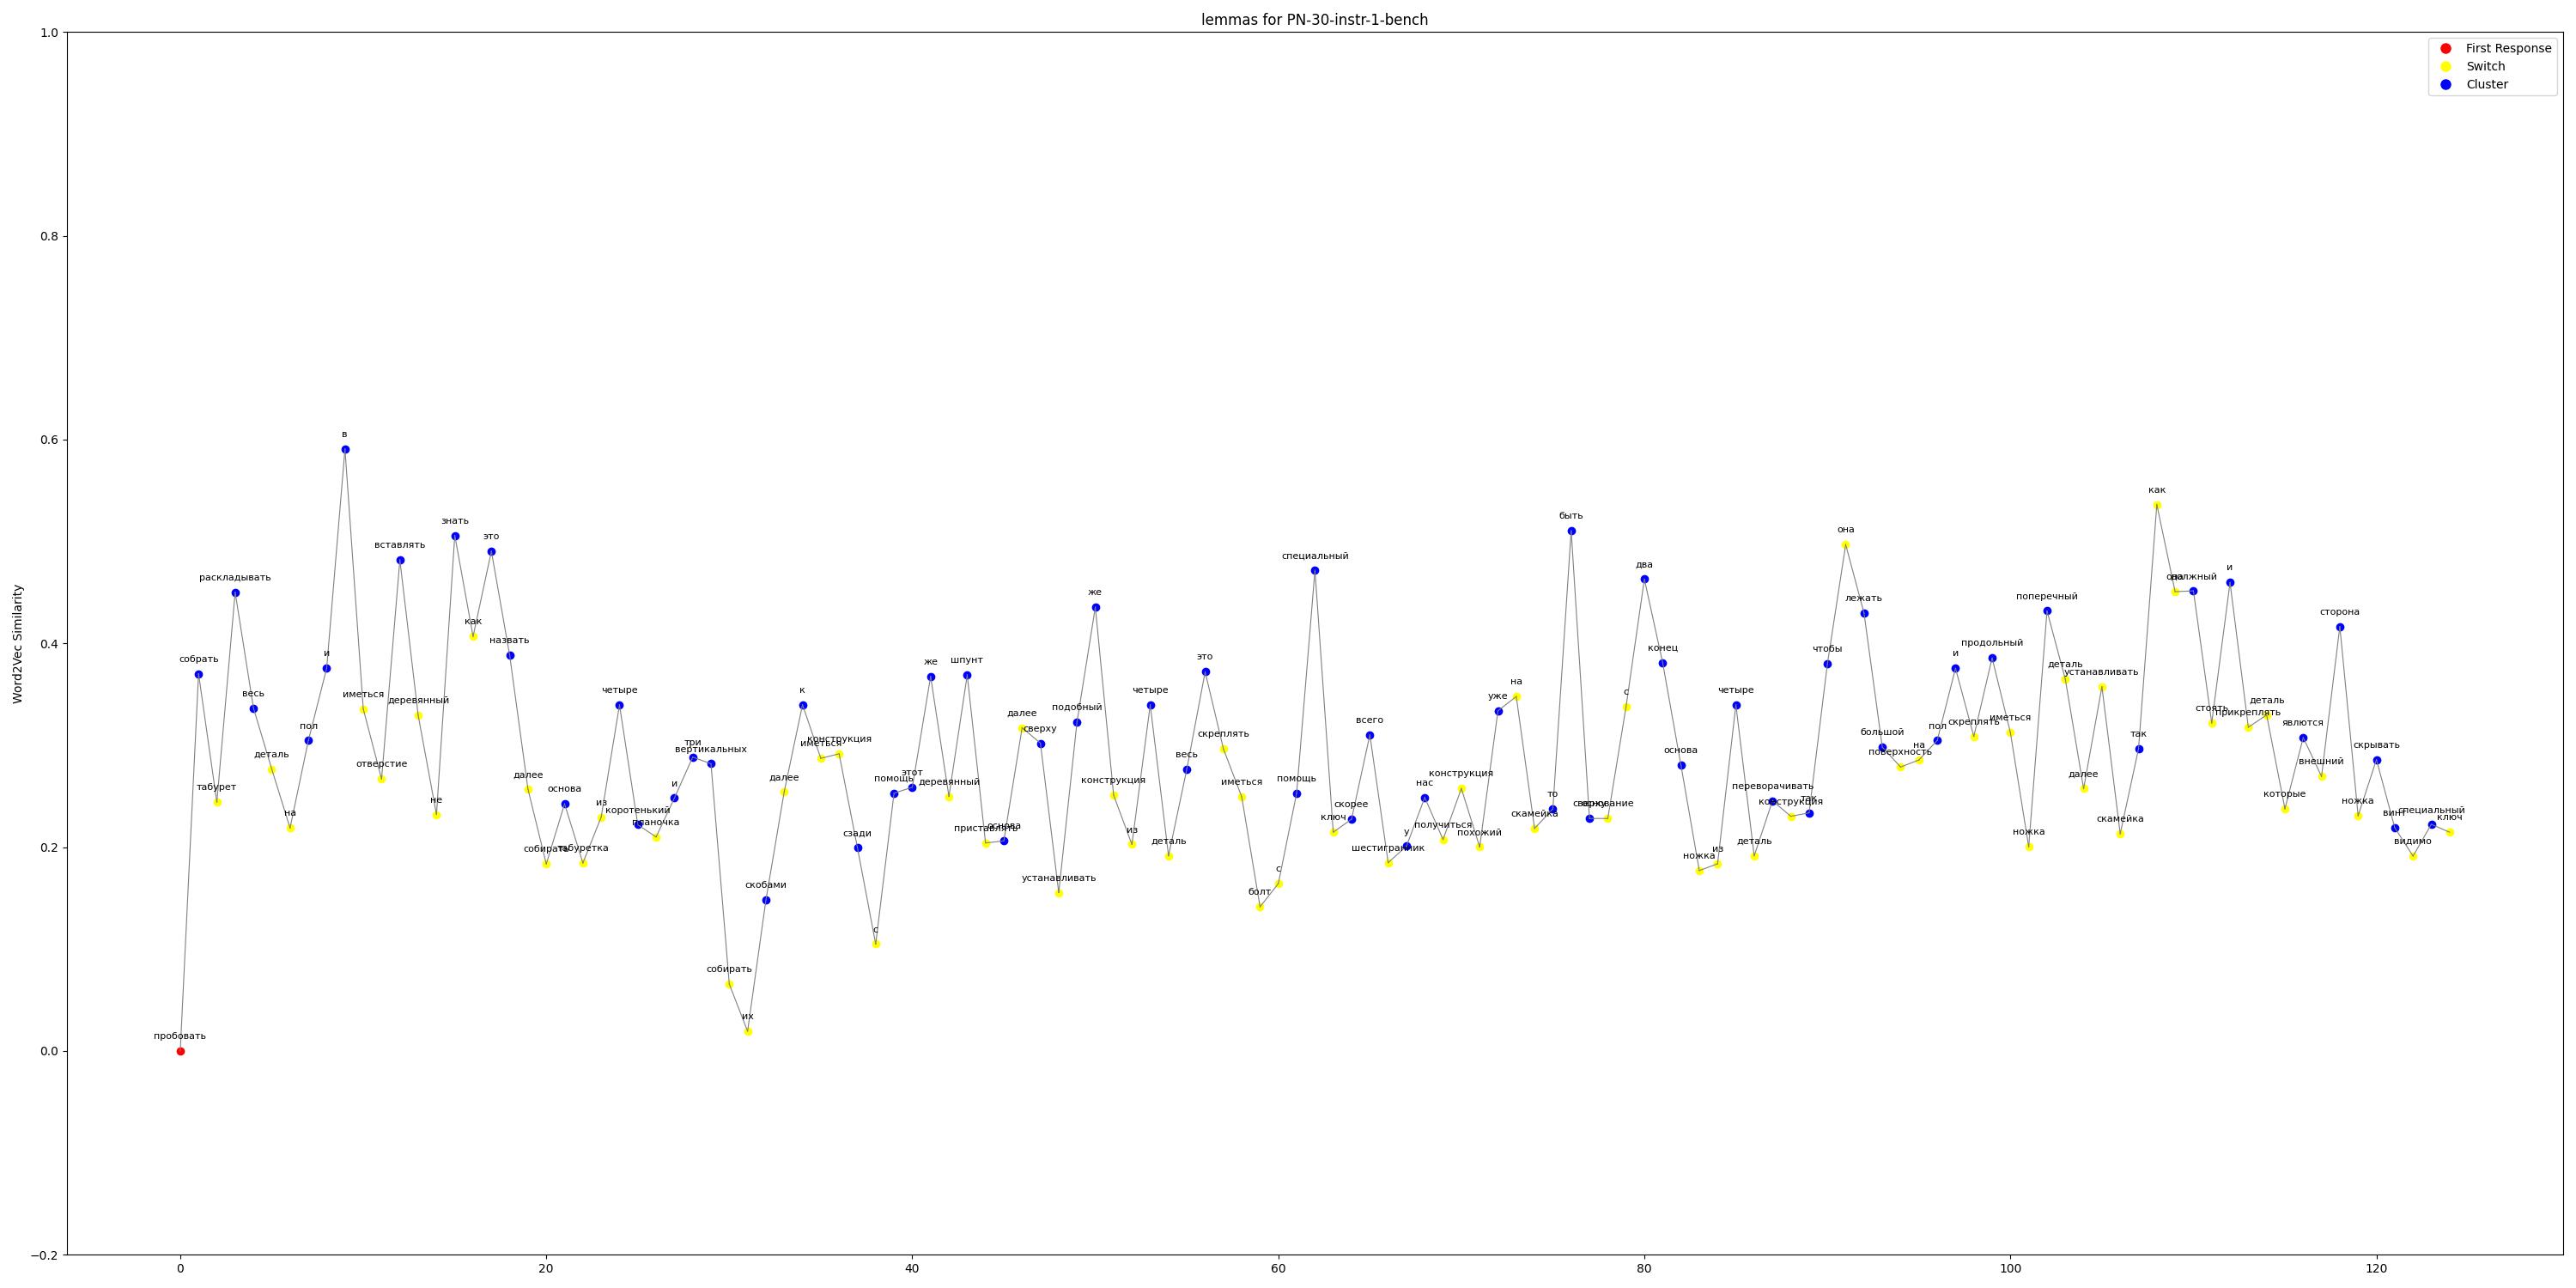 lemmas for PN-30-instr-1-bench
First Response
Switch
Cluster
Word2Vec Similarity
1.0
0.8
0.6
0.4
0.2
0.0
−0.2
0
20
40
60
80
100
120
пробовать
собрать
табурет
раскладывать
весь
деталь
на
пол
и
в
иметься
отверстие
вставлять
деревянный
не
знать
как
это
назвать
далее
собирать
основа
табуретка
из
четыре
коротенький
планочка
и
три
вертикальных
собирать
их
скобами
далее
к
иметься
конструкция
сзади
с
помощь
этот
же
деревянный
шпунт
приставлять
основа
далее
сверху
устанавливать
подобный
же
конструкция
из
четыре
деталь
весь
это
скреплять
иметься
болт
с
помощь
специальный
ключ
скорее
всего
шестигранник
у
нас
получиться
конструкция
похожий
уже
на
скамейка
то
быть
с
два
конец
основа
ножка
из
четыре
деталь
переворачивать
конструкция
так
чтобы
она
лежать
большой
поверхность
на
пол
и
скреплять
продольный
иметься
ножка
поперечный
деталь
далее
устанавливать
скамейка
так
как
она
должный
стоять
и
прикреплять
деталь
которые
явлются
внешний
сторона
ножка
скрывать
винт
видимо
специальный
ключ